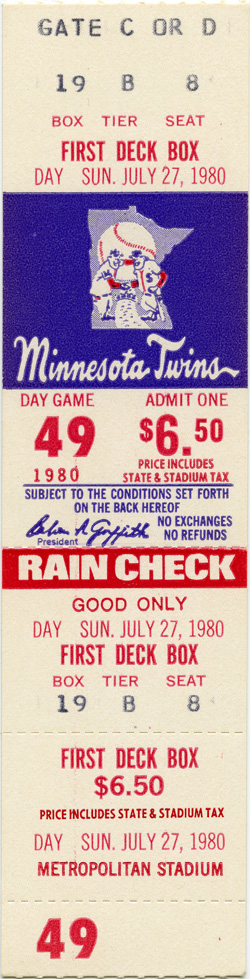 GATE C OR D
19 B 8
BOX TIER SEAT
FIRST DECK BOX
DAY SUN. JULY 27, 1980
Minnesota Twins
DAY GAME ADMIT ONE
49 $6.50
1980 PRICE INCLUDES
STATE & STADIUM TAX
SUBJECT TO THE CONDITIONS SET FORTH
ON THE BACK HEREOF
Calvin R. Griffith NO EXCHANGES
President NO REFUNDS
RAIN CHECK
GOOD ONLY
DAY SUN. JULY 27, 1980
FIRST DECK BOX
BOX TIER SEAT
19 B 8
FIRST DECK BOX
$6.50
PRICE INCLUDES STATE & STADIUM TAX
DAY SUN. JULY 27, 1980
METROPOLITAN STADIUM
49